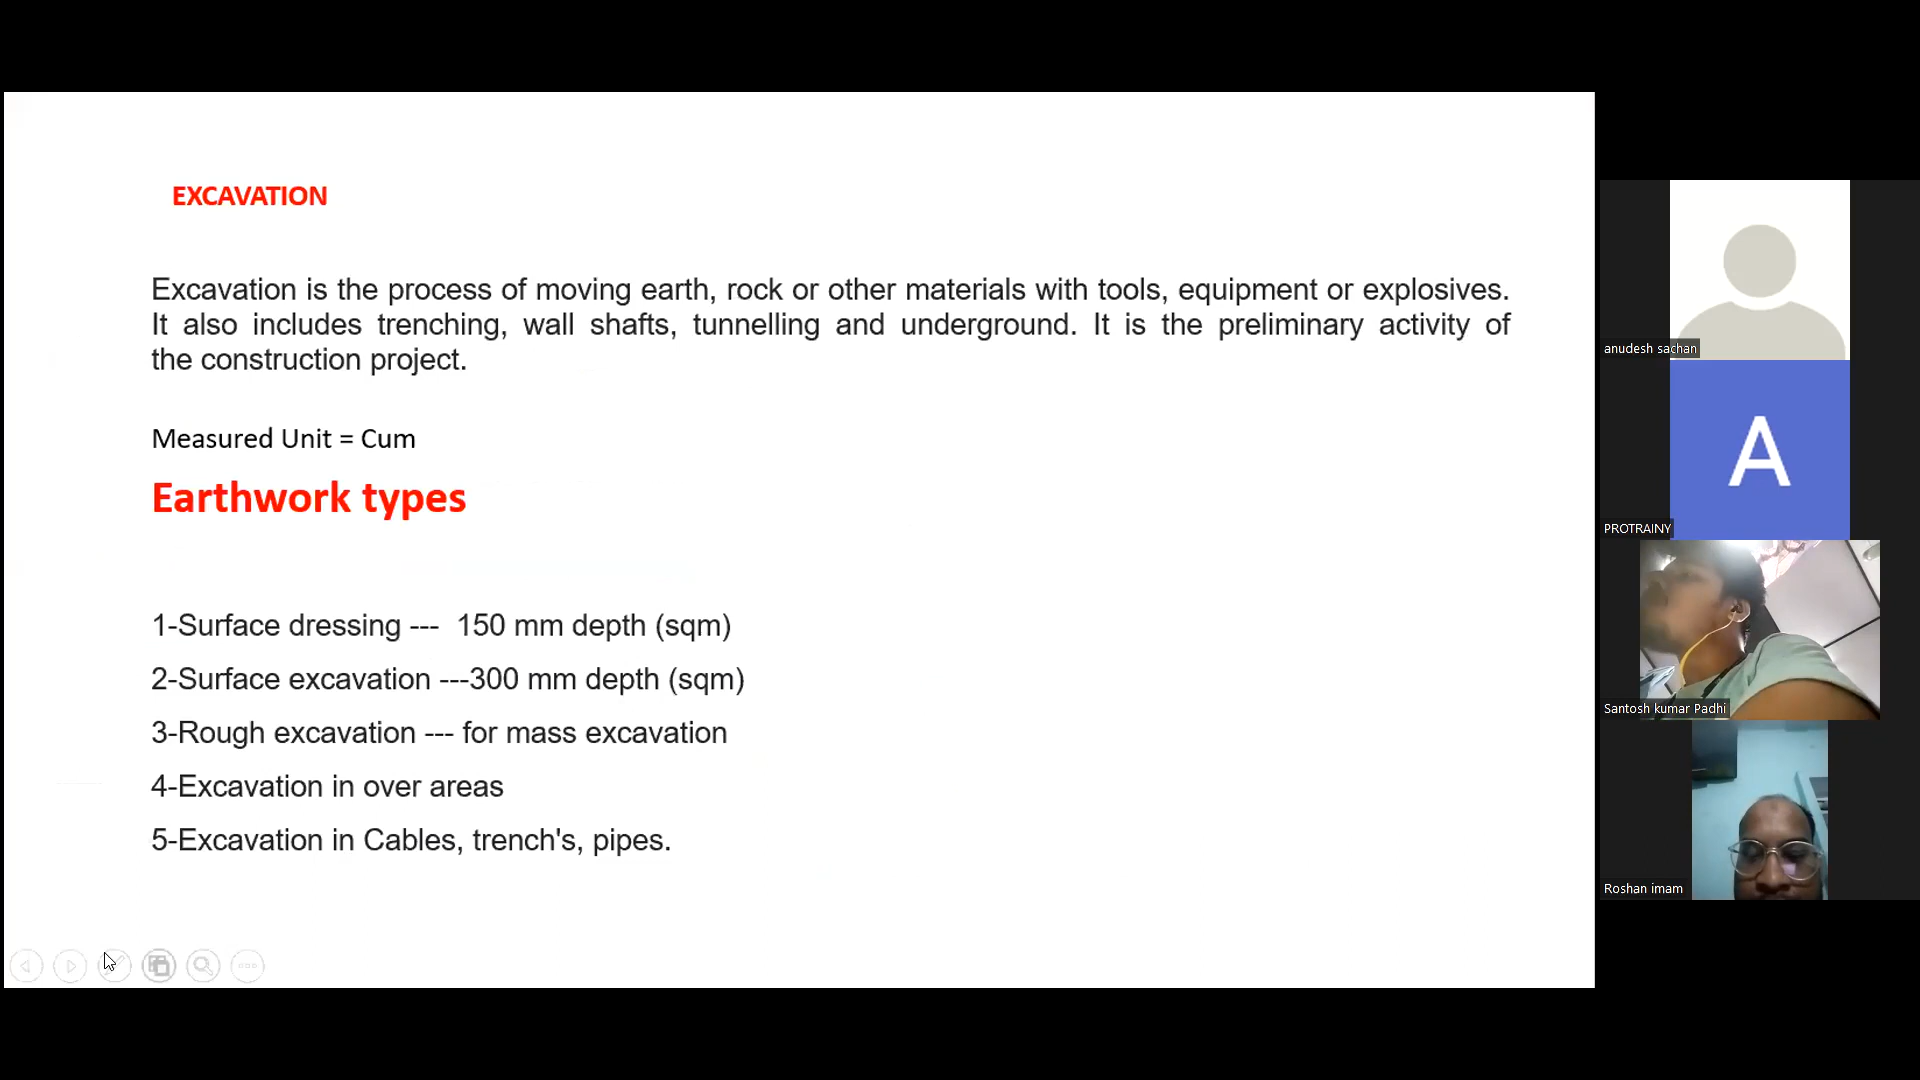 EXCAVATION
Excavation is the process of moving earth, rock or other materials with tools, equipment or explosives.
It also includes trenching, wall shafts, tunnelling and underground. It is the preliminary activity of
the construction project.
Measured Unit = Cum
Earthwork types
1-Surface dressing --- 150 mm depth (sqm)
2-Surface excavation ---300 mm depth (sqm)
3-Rough excavation --- for mass excavation
4-Excavation in over areas
5-Excavation in Cables, trench's, pipes.
anudesh sachan
A
PROTRAINY
Santosh kumar Padhi
Roshan imam